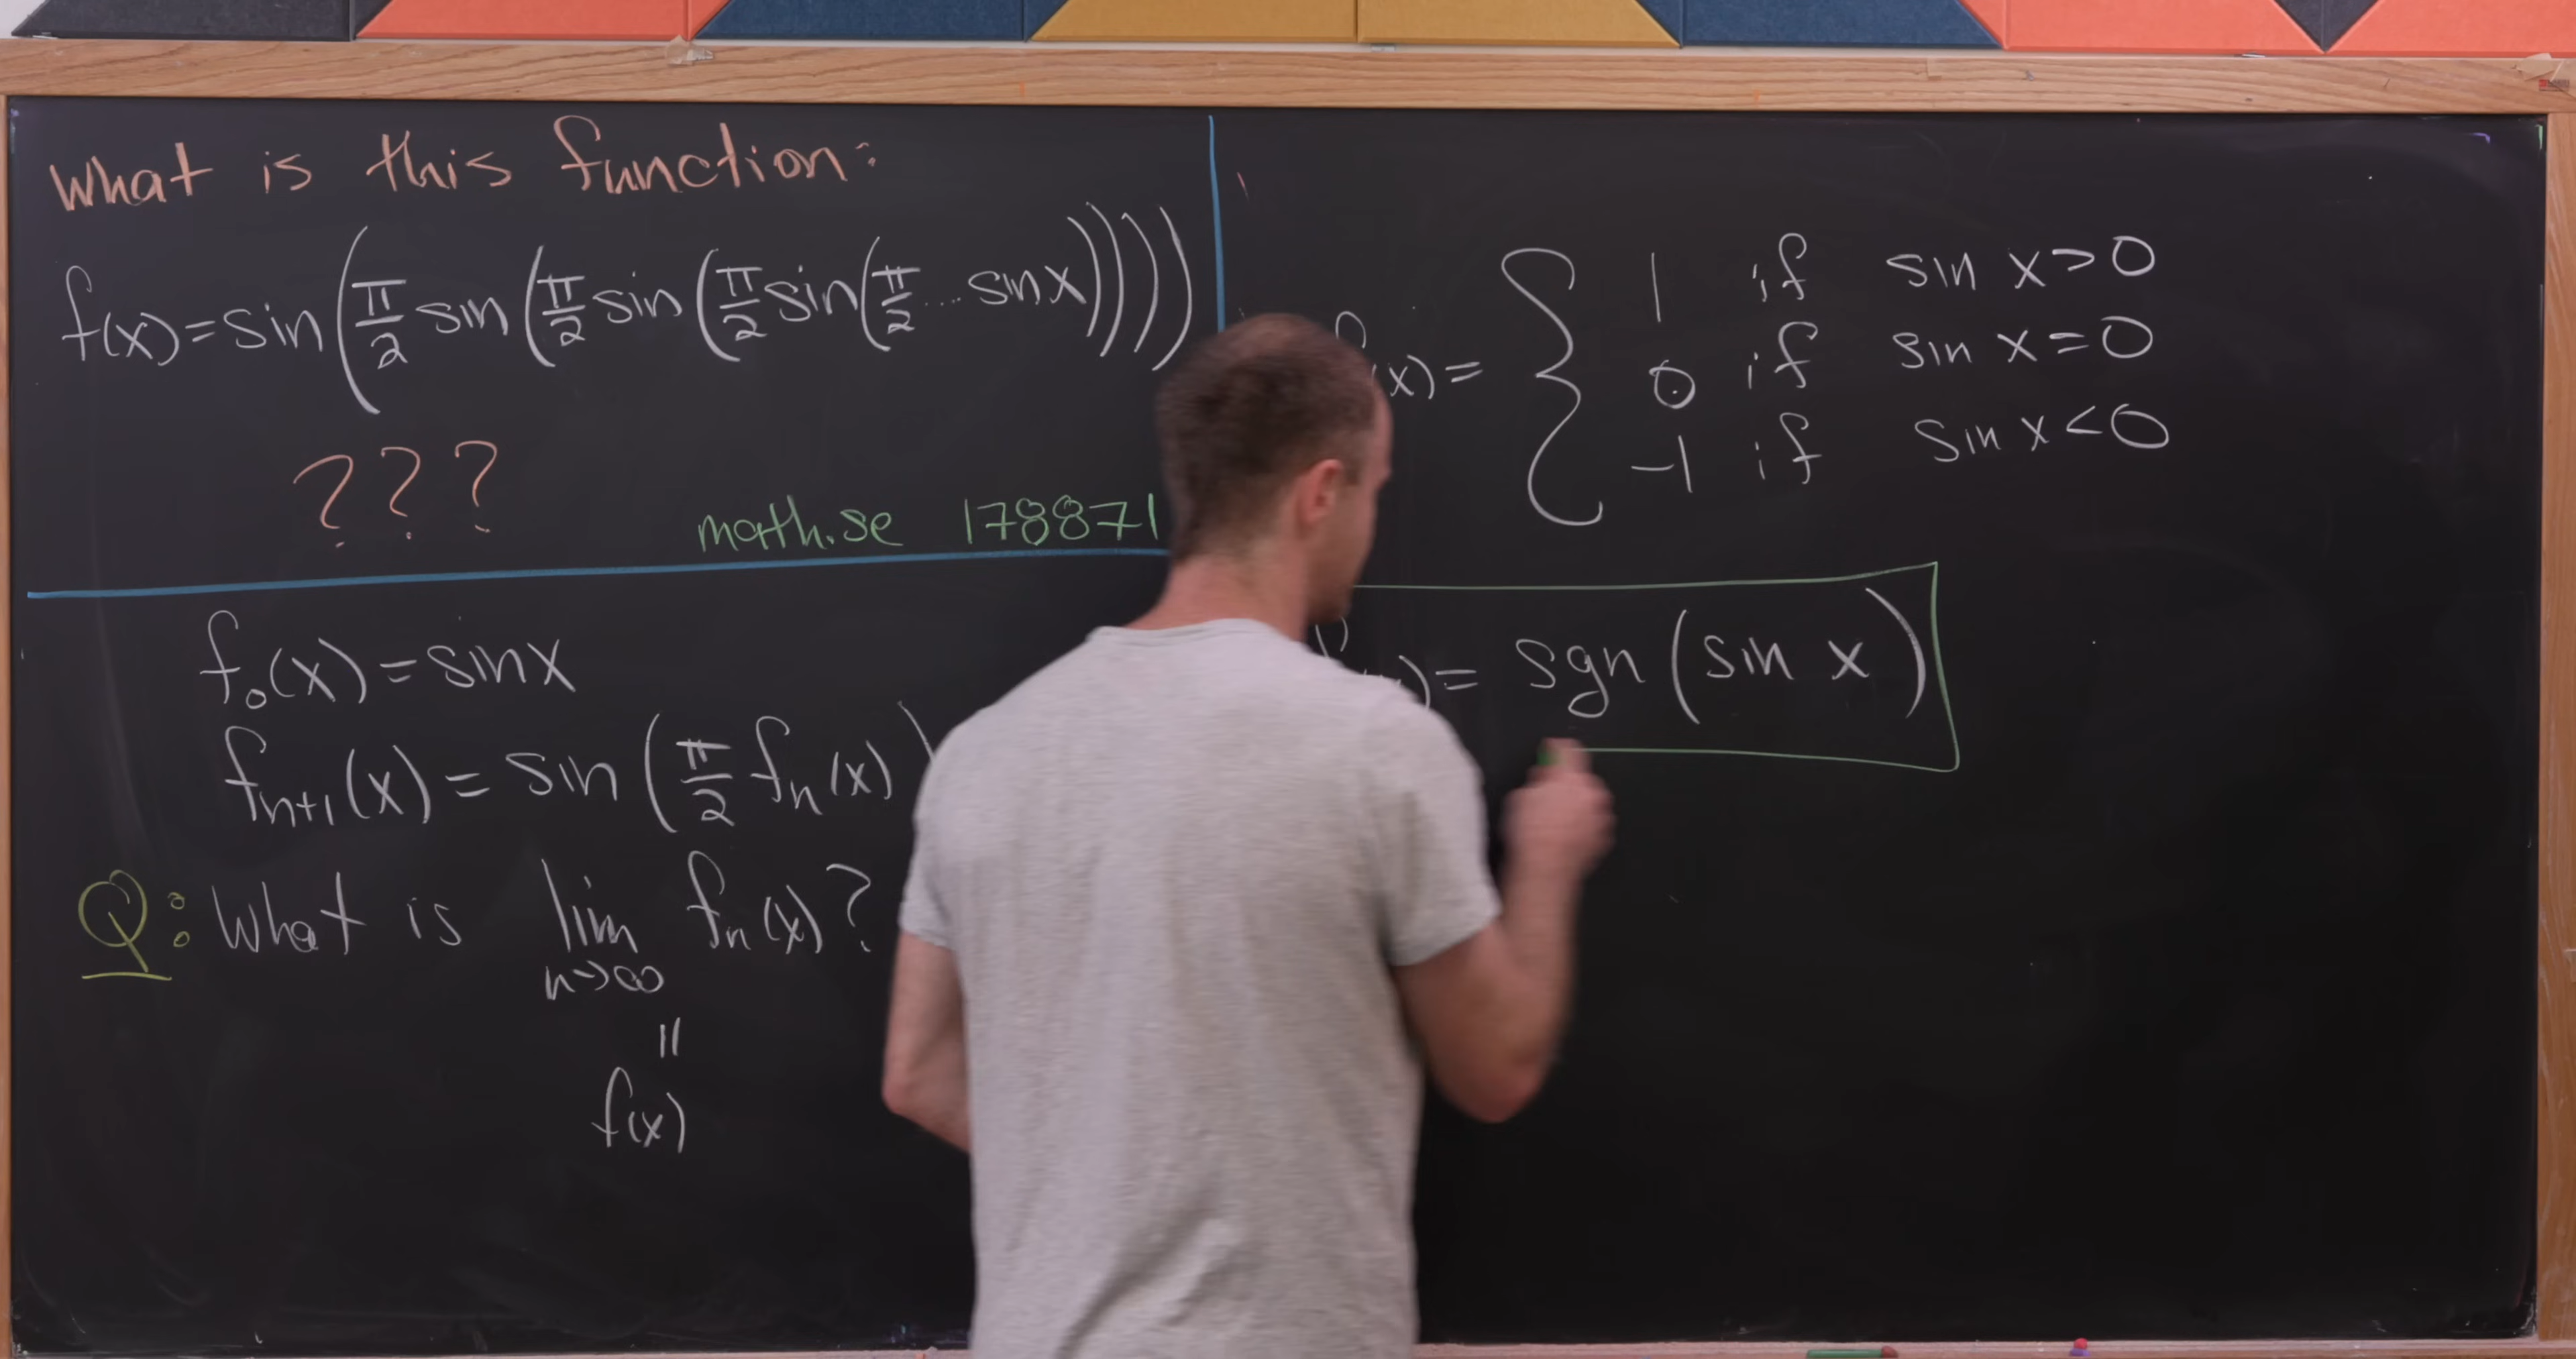 What is this function:
f(x)=sin(π/2 sin(π/2 sin(π/2 sin(π/2 ... sinx))))
???
math.se 178871
f₀(x)=sinx
fₙ₊₁(x)=sin(π/2 fₙ(x))
Q: What is lim n→∞ fₙ(x)?
=
f(x)
(x)= { 1 if sin x>0
0 if sin x=0
-1 if sin x<0
)= sgn(sin x)